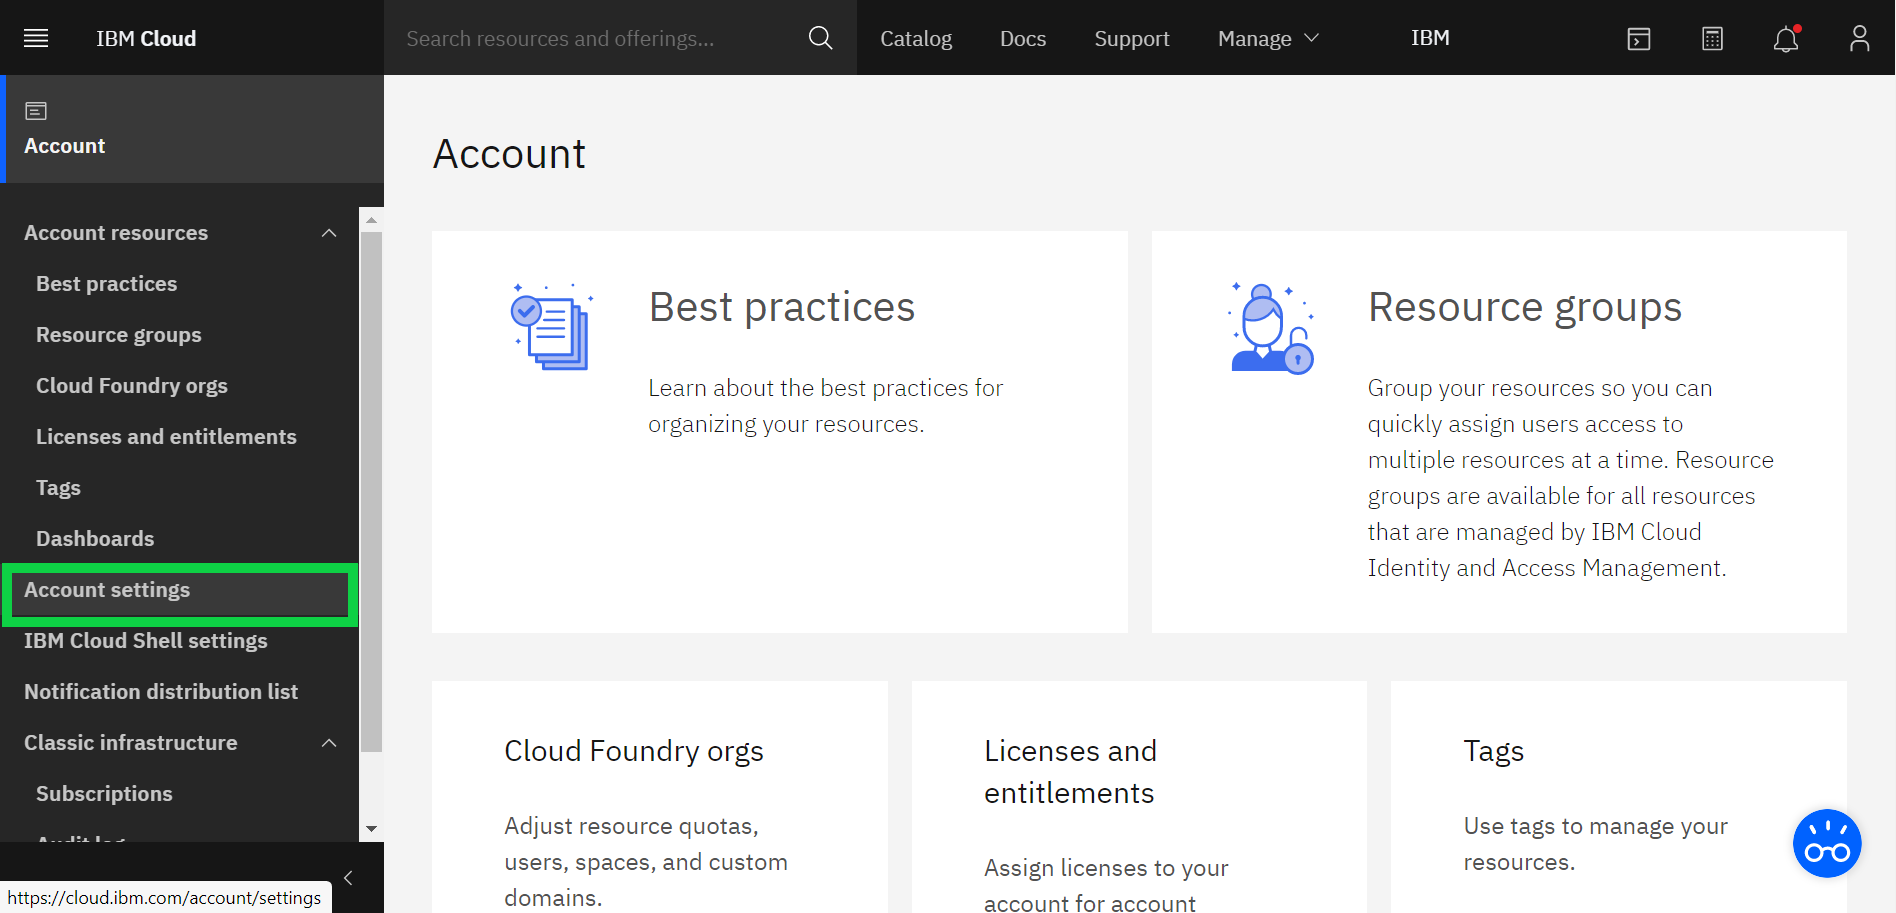 IBM Cloud
Search resources and offerings...
Catalog
Docs
Support
Manage
IBM
Account
Account resources
Best practices
Resource groups
Cloud Foundry orgs
Licenses and entitlements
Tags
Dashboards
Account settings
IBM Cloud Shell settings
Notification distribution list
Classic infrastructure
Subscriptions
Audit log
https://cloud.ibm.com/account/settings
Account
Best practices
Learn about the best practices for
organizing your resources.
Resource groups
Group your resources so you can
quickly assign users access to
multiple resources at a time. Resource
groups are available for all resources
that are managed by IBM Cloud
Identity and Access Management.
Cloud Foundry orgs
Adjust resource quotas,
users, spaces, and custom
domains.
Licenses and
entitlements
Assign licenses to your
account for account
Tags
Use tags to manage your
resources.